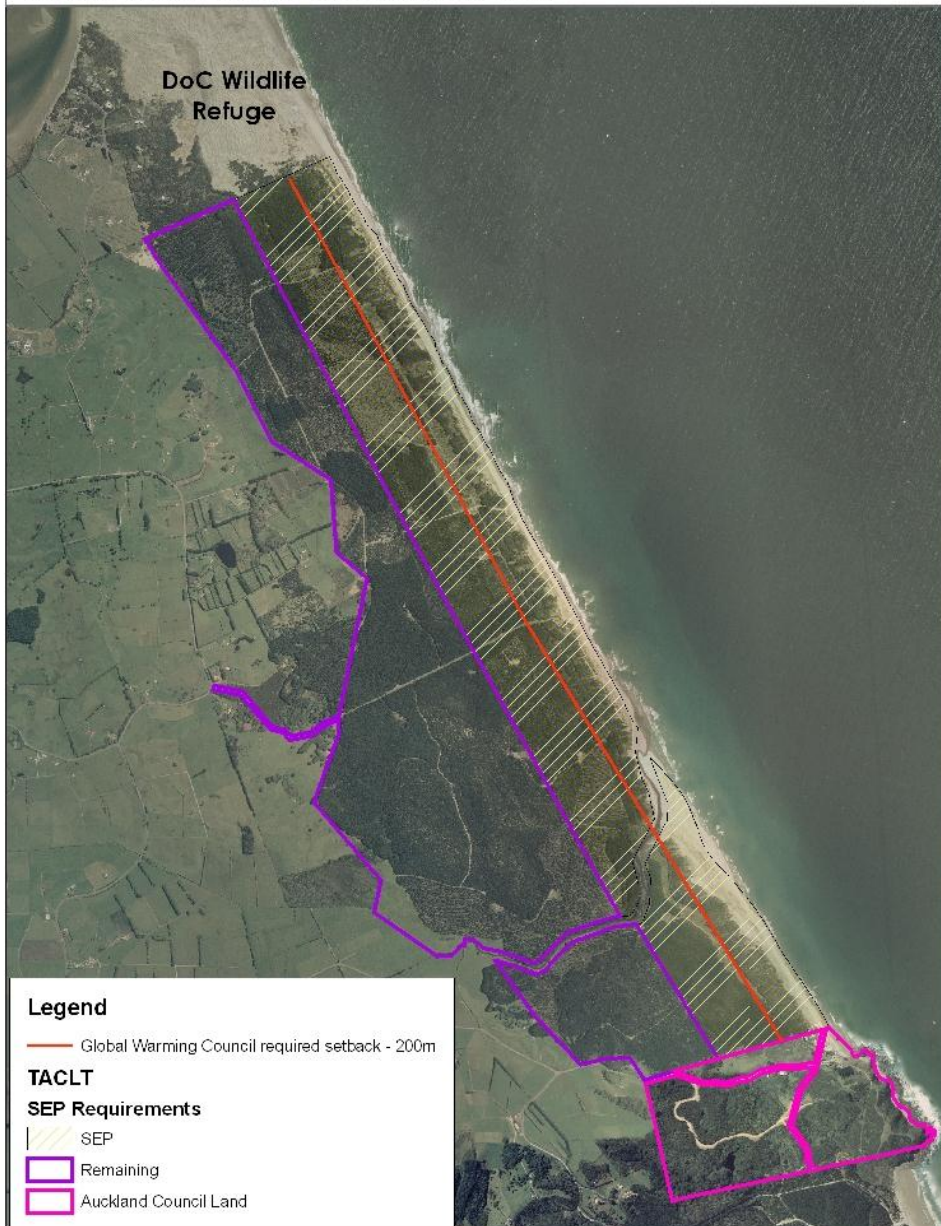 DoC Wildlife
Refuge
Legend
Global Warming Council required setback - 200m
TACLT
SEP Requirements
SEP
Remaining
Auckland Council Land